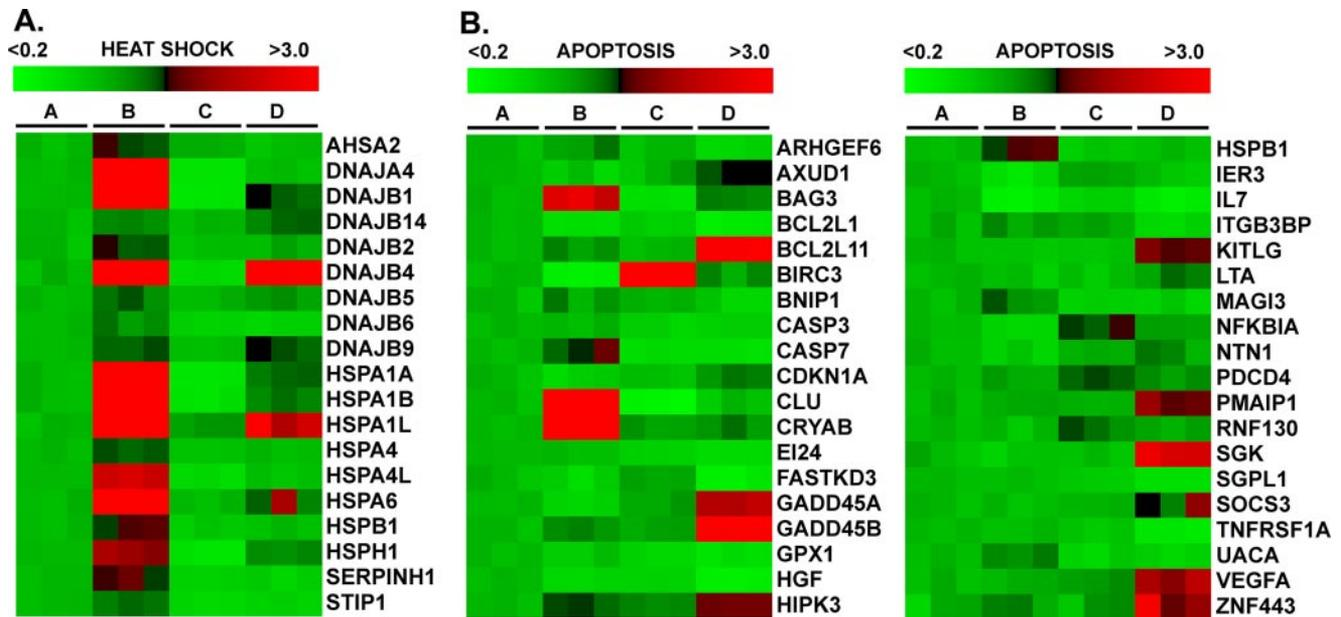 A.
<0.2 HEAT SHOCK >3.0
A B C D
AHSA2
DNAJA4
DNAJB1
DNAJB14
DNAJB2
DNAJB4
DNAJB5
DNAJB6
DNAJB9
HSPA1A
HSPA1B
HSPA1L
HSPA4
HSPA4L
HSPA6
HSPB1
HSPH1
SERPINH1
STIP1
B.
<0.2 APOPTOSIS >3.0
A B C D
ARHGEF6
AXUD1
BAG3
BCL2L1
BCL2L11
BIRC3
BNIP1
CASP3
CASP7
CDKN1A
CLU
CRYAB
EI24
FASTKD3
GADD45A
GADD45B
GPX1
HGF
HIPK3
<0.2 APOPTOSIS >3.0
A B C D
HSPB1
IER3
IL7
ITGB3BP
KITLG
LTA
MAGI3
NFKBIA
NTN1
PDCD4
PMAIP1
RNF130
SGK
SGPL1
SOCS3
TNFRSF1A
UACA
VEGFA
ZNF443